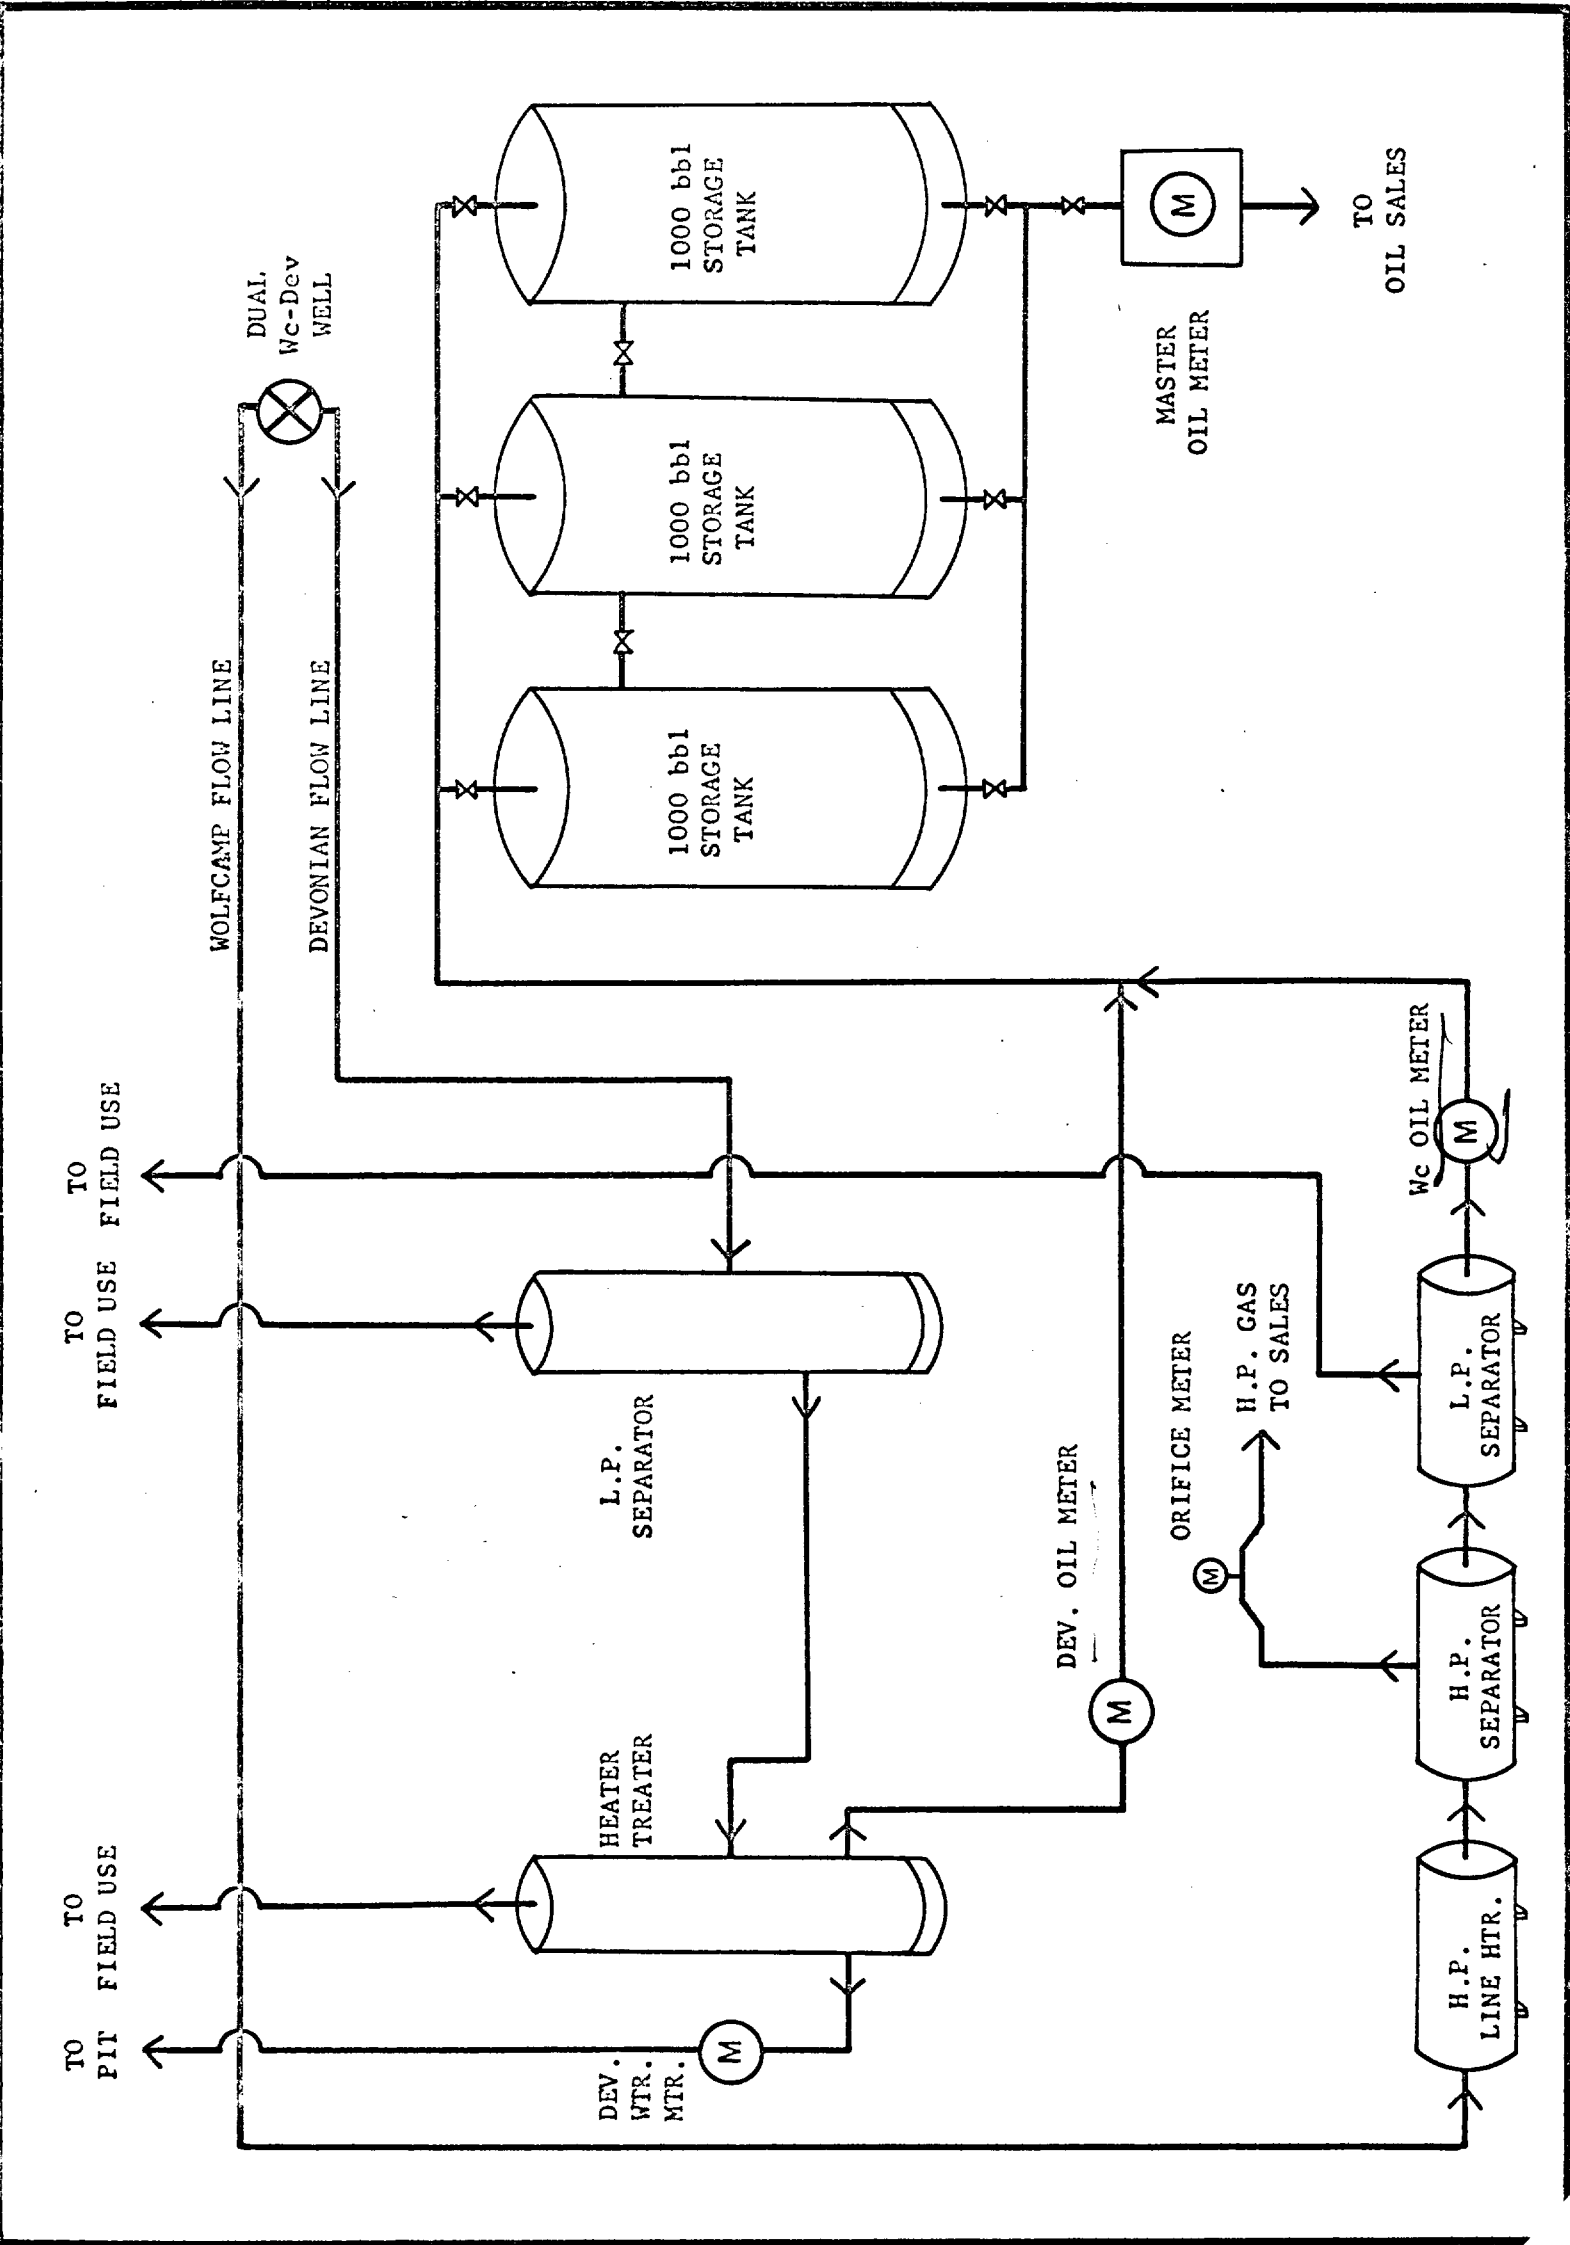 TO
PIT
TO
FIELD USE
TO
FIELD USE
TO
FIELD USE
WOLFCAMP FLOW LINE
DEVONIAN FLOW LINE
DUAL
Wc-Dev
WELL
DEV.
WTR.
MTR.
M
HEATER
TREATER
L.P.
SEPARATOR
1000 bbl
STORAGE
TANK
1000 bbl
STORAGE
TANK
1000 bbl
STORAGE
TANK
DEV. OIL METER
M
ORIFICE METER
M
H.P. GAS
TO SALES
MASTER
OIL METER
M
TO
OIL SALES
H.P.
LINE HTR.
H.P.
SEPARATOR
L.P.
SEPARATOR
Wc OIL METER
M